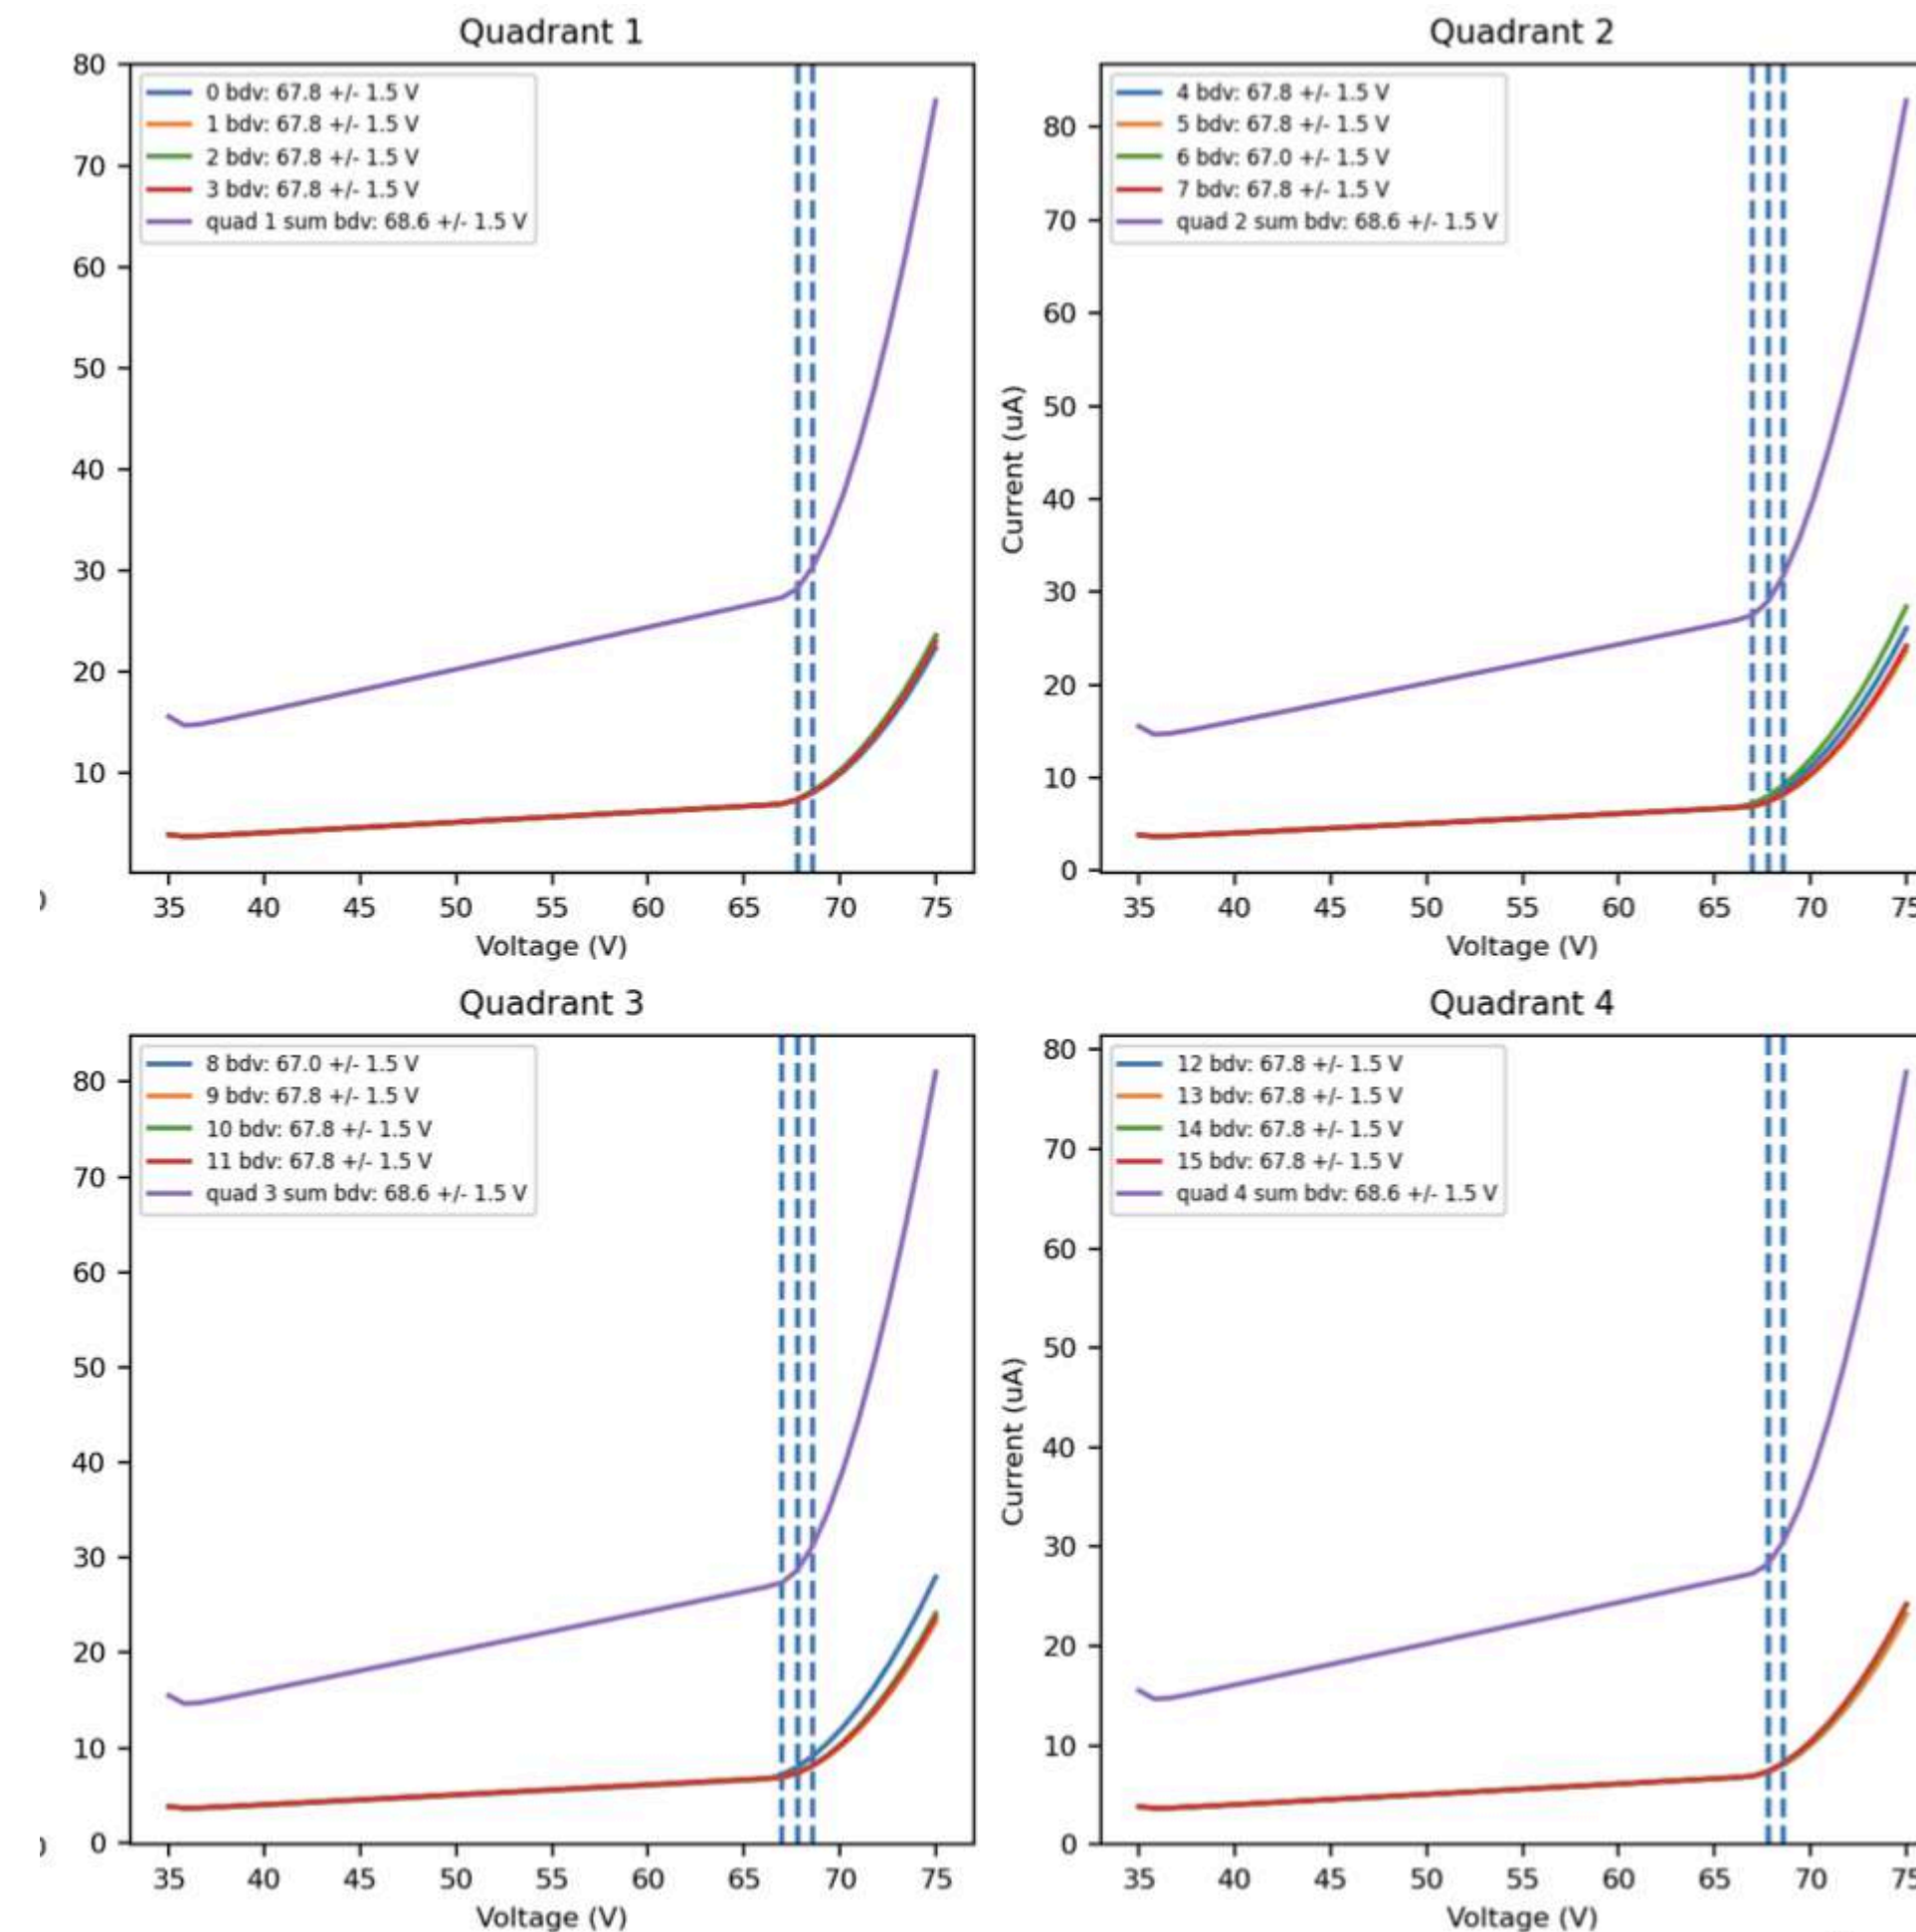 Quadrant 1
80
70
60
50
40
30
20
10
0 bdv: 67.8 +/- 1.5 V
1 bdv: 67.8 +/- 1.5 V
2 bdv: 67.8 +/- 1.5 V
3 bdv: 67.8 +/- 1.5 V
quad 1 sum bdv: 68.6 +/- 1.5 V
35 40 45 50 55 60 65 70 75
Voltage (V)
Quadrant 2
Current (uA)
80
70
60
50
40
30
20
10
0
4 bdv: 67.8 +/- 1.5 V
5 bdv: 67.8 +/- 1.5 V
6 bdv: 67.0 +/- 1.5 V
7 bdv: 67.8 +/- 1.5 V
quad 2 sum bdv: 68.6 +/- 1.5 V
35 40 45 50 55 60 65 70 75
Voltage (V)
Quadrant 3
80
70
60
50
40
30
20
10
0
8 bdv: 67.0 +/- 1.5 V
9 bdv: 67.8 +/- 1.5 V
10 bdv: 67.8 +/- 1.5 V
11 bdv: 67.8 +/- 1.5 V
quad 3 sum bdv: 68.6 +/- 1.5 V
35 40 45 50 55 60 65 70 75
Voltage (V)
Quadrant 4
Current (uA)
80
70
60
50
40
30
20
10
0
12 bdv: 67.8 +/- 1.5 V
13 bdv: 67.8 +/- 1.5 V
14 bdv: 67.8 +/- 1.5 V
15 bdv: 67.8 +/- 1.5 V
quad 4 sum bdv: 68.6 +/- 1.5 V
35 40 45 50 55 60 65 70 75
Voltage (V)